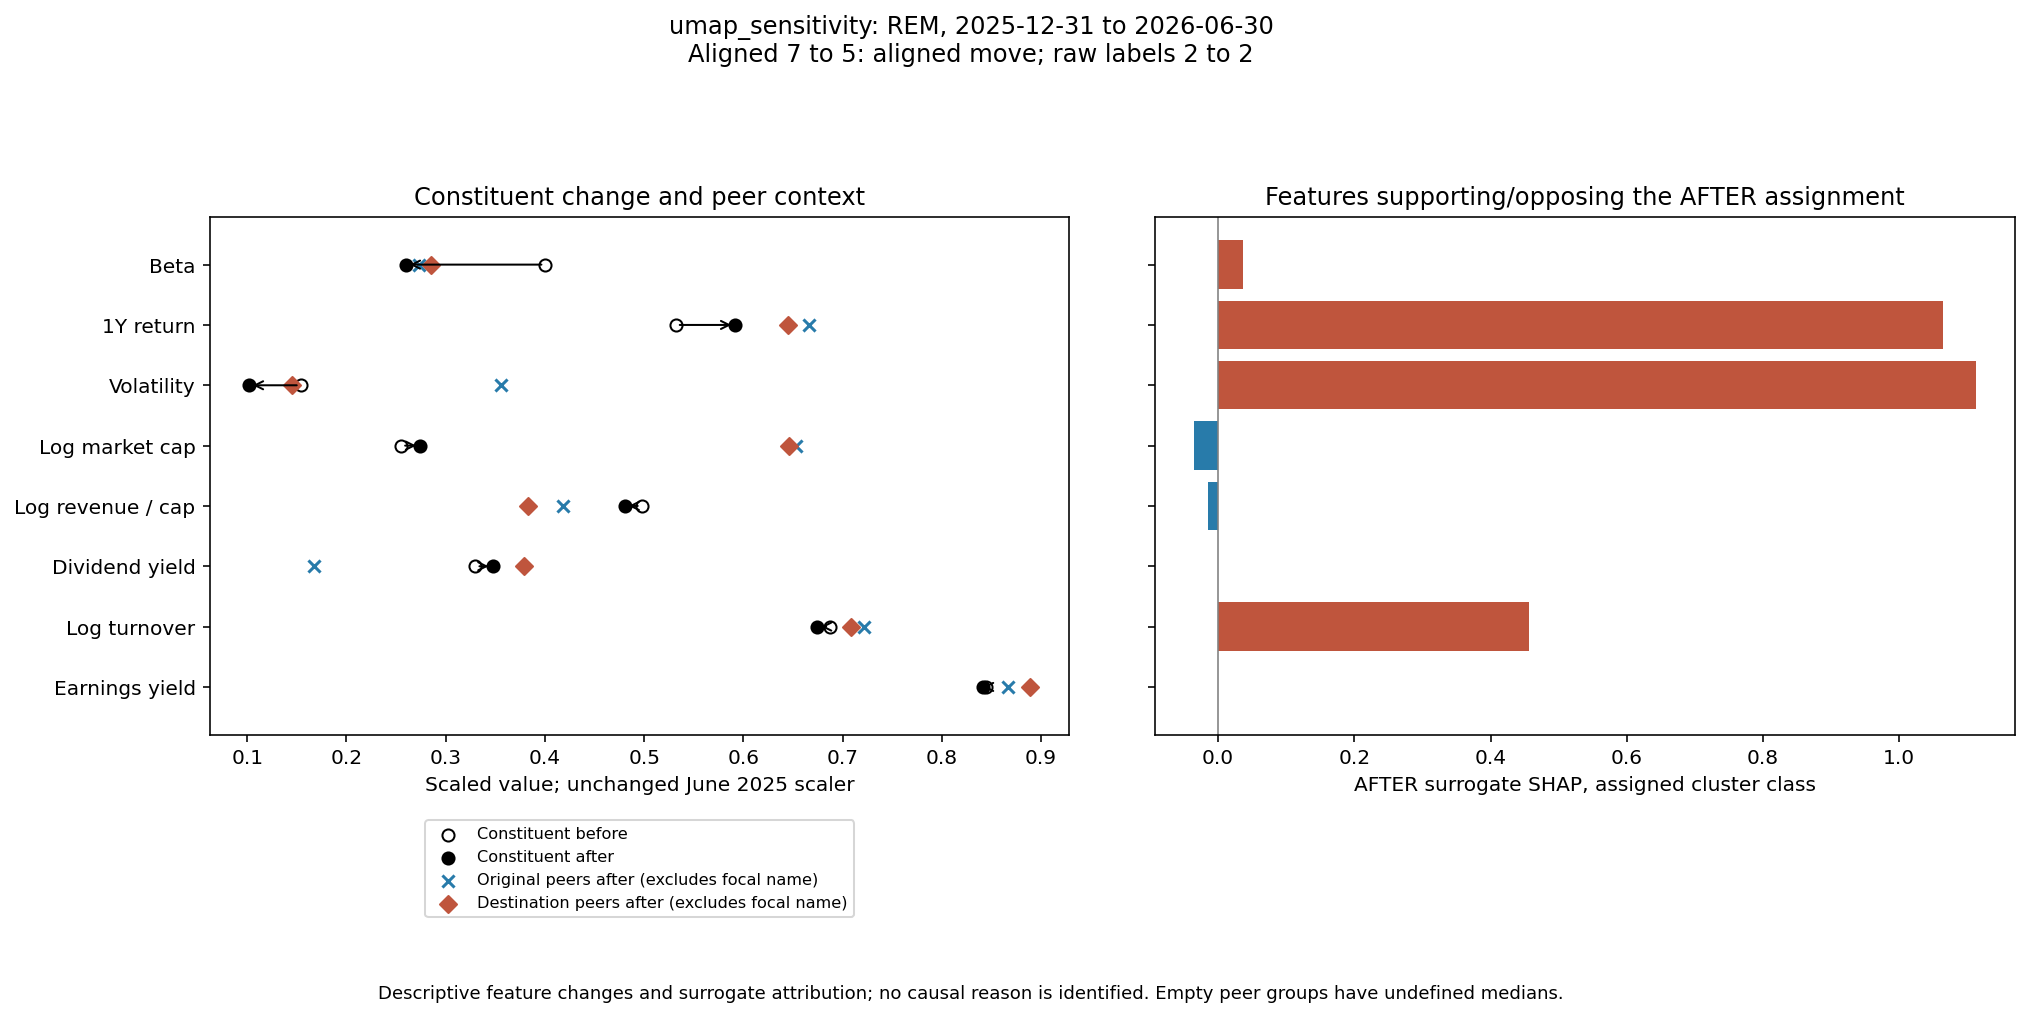 umap_sensitivity: REM, 2025-12-31 to 2026-06-30
Aligned 7 to 5: aligned move; raw labels 2 to 2
Constituent change and peer context
Beta
1Y return
Volatility
Log market cap
Log revenue / cap
Dividend yield
Log turnover
Earnings yield
0.1 0.2 0.3 0.4 0.5 0.6 0.7 0.8 0.9
Scaled value; unchanged June 2025 scaler
Constituent before
Constituent after
Original peers after (excludes focal name)
Destination peers after (excludes focal name)
Features supporting/opposing the AFTER assignment
0.0 0.2 0.4 0.6 0.8 1.0
AFTER surrogate SHAP, assigned cluster class
Descriptive feature changes and surrogate attribution; no causal reason is identified. Empty peer groups have undefined medians.